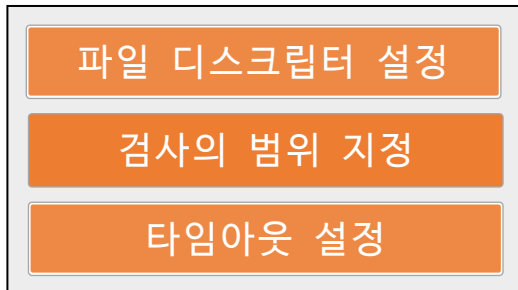 파일 디스크립터 설정
검사의 범위 지정
타임아웃 설정